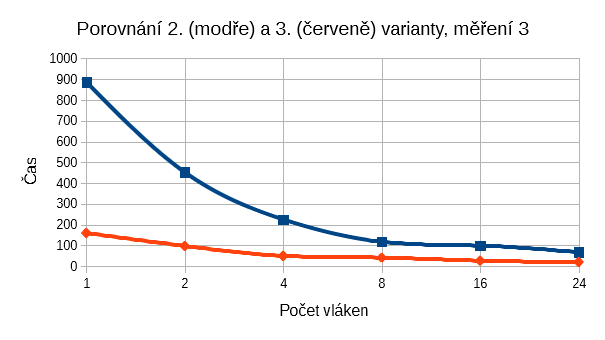 Porovnání 2. (modře) a 3. (červeně) varianty, měření 3
1000
900
800
700
600
500
400
300
200
100
0
Čas
1 2 4 8 16 24
Počet vláken